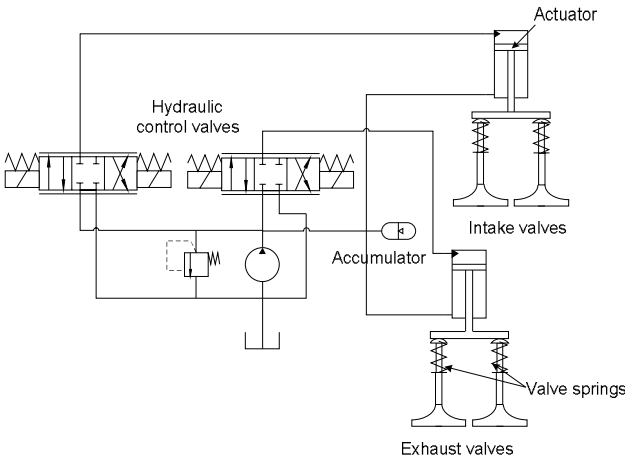 Actuator
Hydraulic
control valves
Intake valves
Accumulator
Valve springs
Exhaust valves